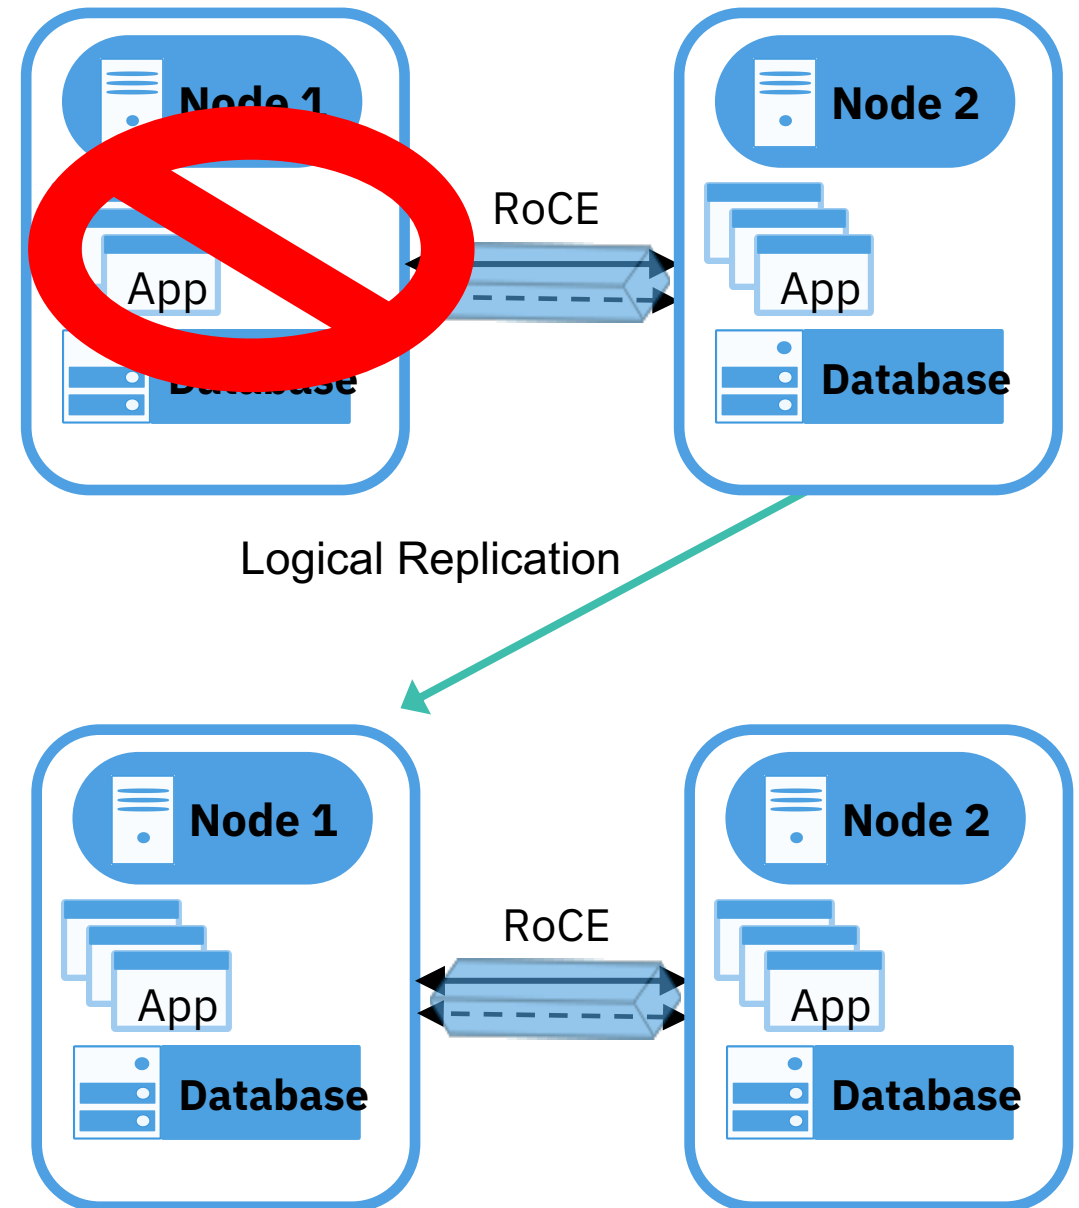 Node 1
Node 2
RoCE
App
App
Database
Database
Logical Replication
Node 1
Node 2
RoCE
App
App
Database
Database